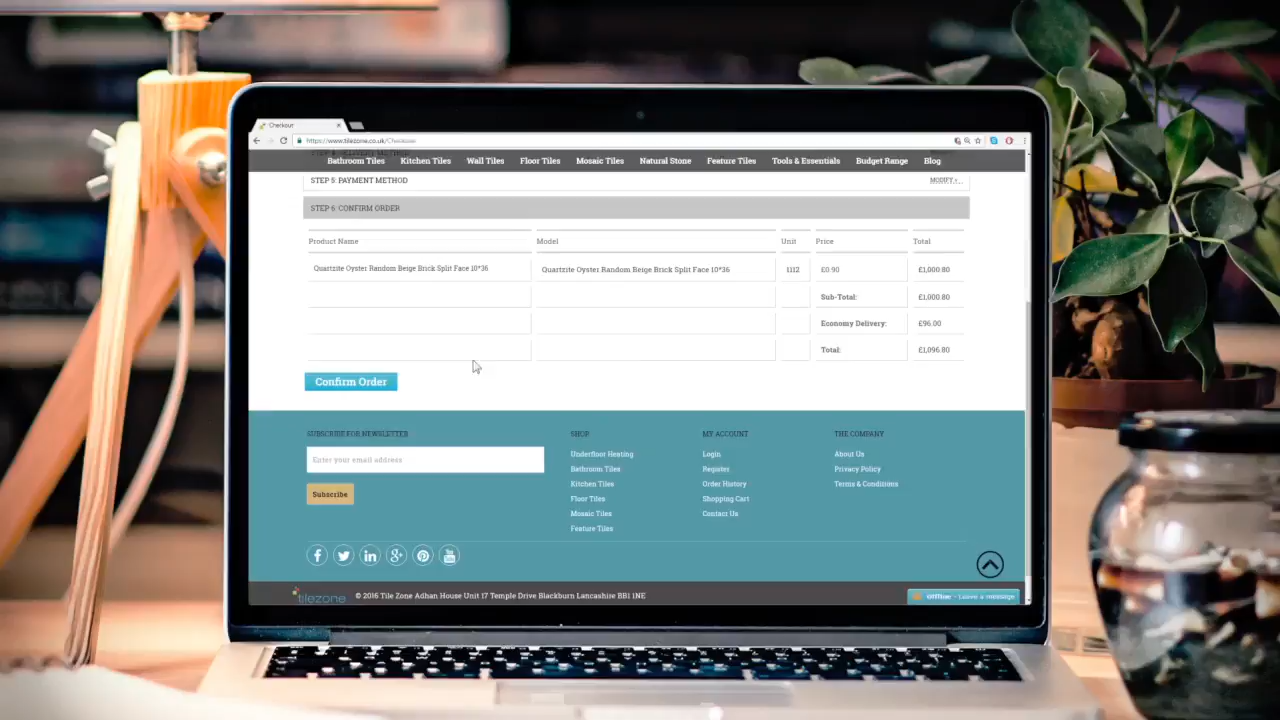 Checkout
https://www.tilezone.co.uk/Checkout
Bathroom Tiles Kitchen Tiles Wall Tiles Floor Tiles Mosaic Tiles Natural Stone Feature Tiles Tools & Essentials Budget Range Blog
STEP 5: PAYMENT METHOD MODIFY
STEP 6: CONFIRM ORDER
Product Name Model Unit Price Total
Quartzite Oyster Random Beige Brick Split Face 10*36 Quartzite Oyster Random Beige Brick Split Face 10*36 1112 £0.90 £1,000.80
Sub-Total: £1,000.80
Economy Delivery: £96.00
Total: £1,096.80
Confirm Order
SUBSCRIBE FOR NEWSLETTER SHOP MY ACCOUNT THE COMPANY
Enter your email address Underfloor Heating Login About Us
Bathroom Tiles Register Privacy Policy
Kitchen Tiles Order History Terms & Conditions
Subscribe Floor Tiles Shopping Cart
Mosaic Tiles Contact Us
Feature Tiles
tilezone © 2016 Tile Zone Adhan House Unit 17 Temple Drive Blackburn Lancashire BB1 1NE Offline - Leave a message